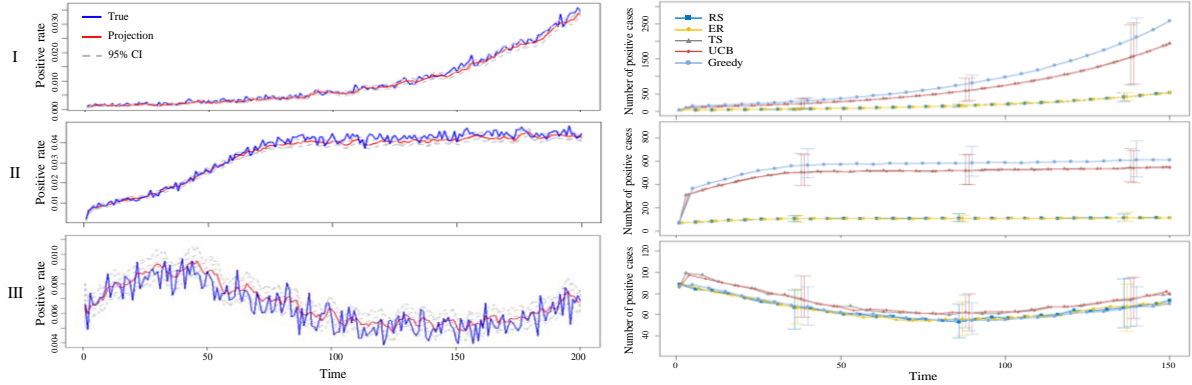 I
Positive rate
0.000 0.010 0.020 0.030
True
Projection
95% CI
II
Positive rate
0.01 0.02 0.03 0.04
III
Positive rate
0.004 0.006 0.008 0.010
0 50 100 150 200
Time
Number of positive cases
0 500 1500 2500
RS
ER
TS
UCB
Greedy
Number of positive cases
0 200 400 600 800
Number of positive cases
40 60 80 100 120
0 50 100 150
Time